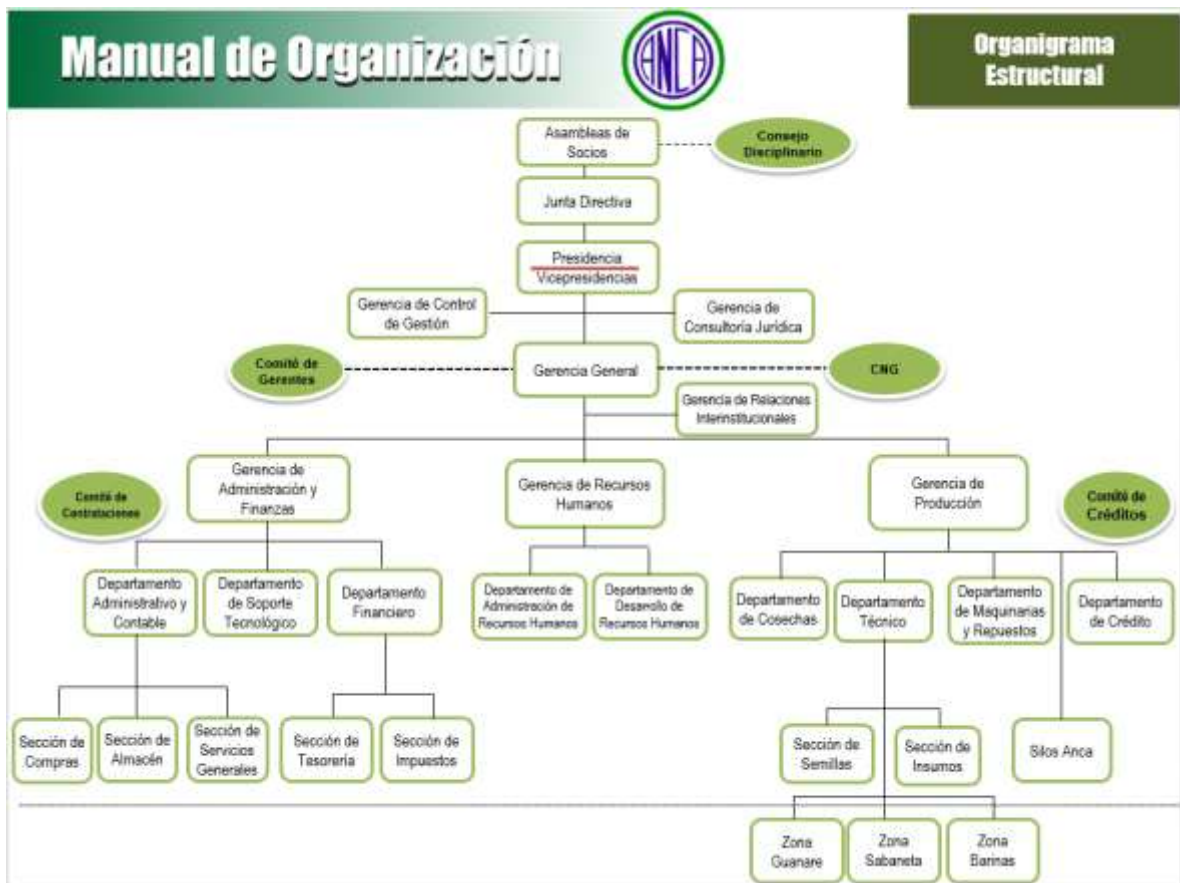 Manual de Organización
ANCA
Organigrama
Estructural
Asambleas de
Socios
Consejo
Disciplinario
Junta Directiva
Presidencia
Vicepresidencias
Gerencia de Control
de Gestión
Gerencia de
Consultoría Jurídica
Comité de
Gerentes
Gerencia General
CNG
Gerencia de Relaciones
Interinstitucionales
Gerencia de
Administración y
Finanzas
Gerencia de Recursos
Humanos
Gerencia de
Producción
Comité de
Contrataciones
Comité de
Créditos
Departamento
Administrativo y
Contable
Departamento
de Soporte
Tecnológico
Departamento
Financiero
Departamento de
Administración de
Recursos Humanos
Departamento de
Desarrollo de
Recursos Humanos
Departamento
de Cosechas
Departamento
Técnico
Departamento
de Maquinarias
y Repuestos
Departamento
de Crédito
Sección de
Compras
Sección de
Almacén
Sección de
Servicios
Generales
Sección de
Tesorería
Sección de
Impuestos
Sección de
Semillas
Sección de
Insumos
Silos Anca
Zona
Guanare
Zona
Sabaneta
Zona
Barinas